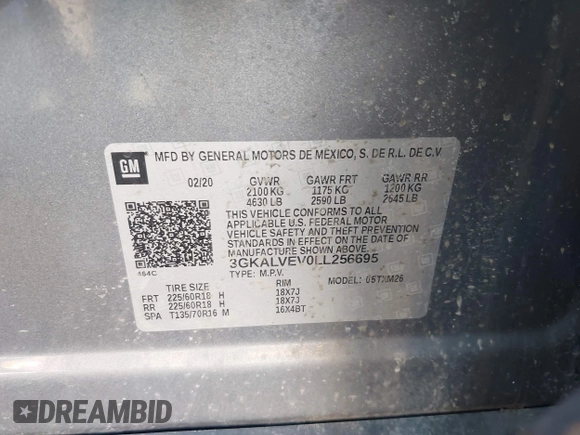 GM
MFD BY GENERAL MOTORS DE MEXICO, S. DE R.L. DE C.V
02/20 GVWR GAWR FRT GAWR RR
2100 KG 1175 KG 1200 KG
4630 LB 2590 LB 2645 LB
THIS VEHICLE CONFORMS TO ALL
APPLICABLE U.S. FEDERAL MOTOR
VEHICLE SAFETY AND THEFT
PREVENTION STANDARDS IN EFFECT
ON THE DATE OF
MANUFACTURE SHOWN ABOVE.
3GKALVEV0LL256695
TYPE: M.P.V. MODEL:
TIRE SIZE RIM
FRT 225/60R18 H 18X7J
RR 225/60R18 H 18X7J
SPA T135/70R16 M 16X4BT
DREAMBID